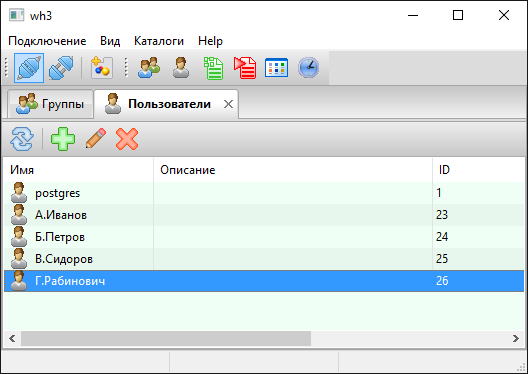 wh3
Подключение Вид Каталоги Help
Группы Пользователи
Имя Описание ID
postgres 1
А.Иванов 23
Б.Петров 24
В.Сидоров 25
Г.Рабинович 26